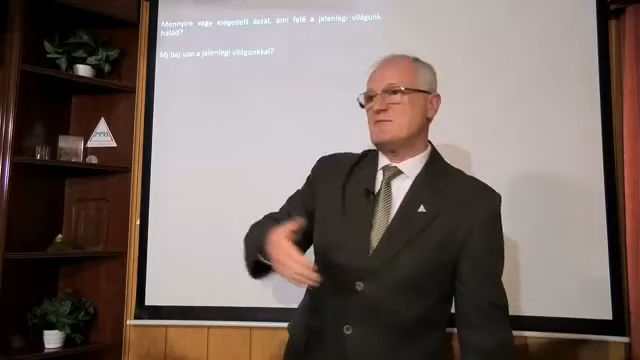 Mennyire vagy elégedett azzal, ami felé a jelenlegi világunk
halad?
Mi baj van a jelenlegi világunkkal?